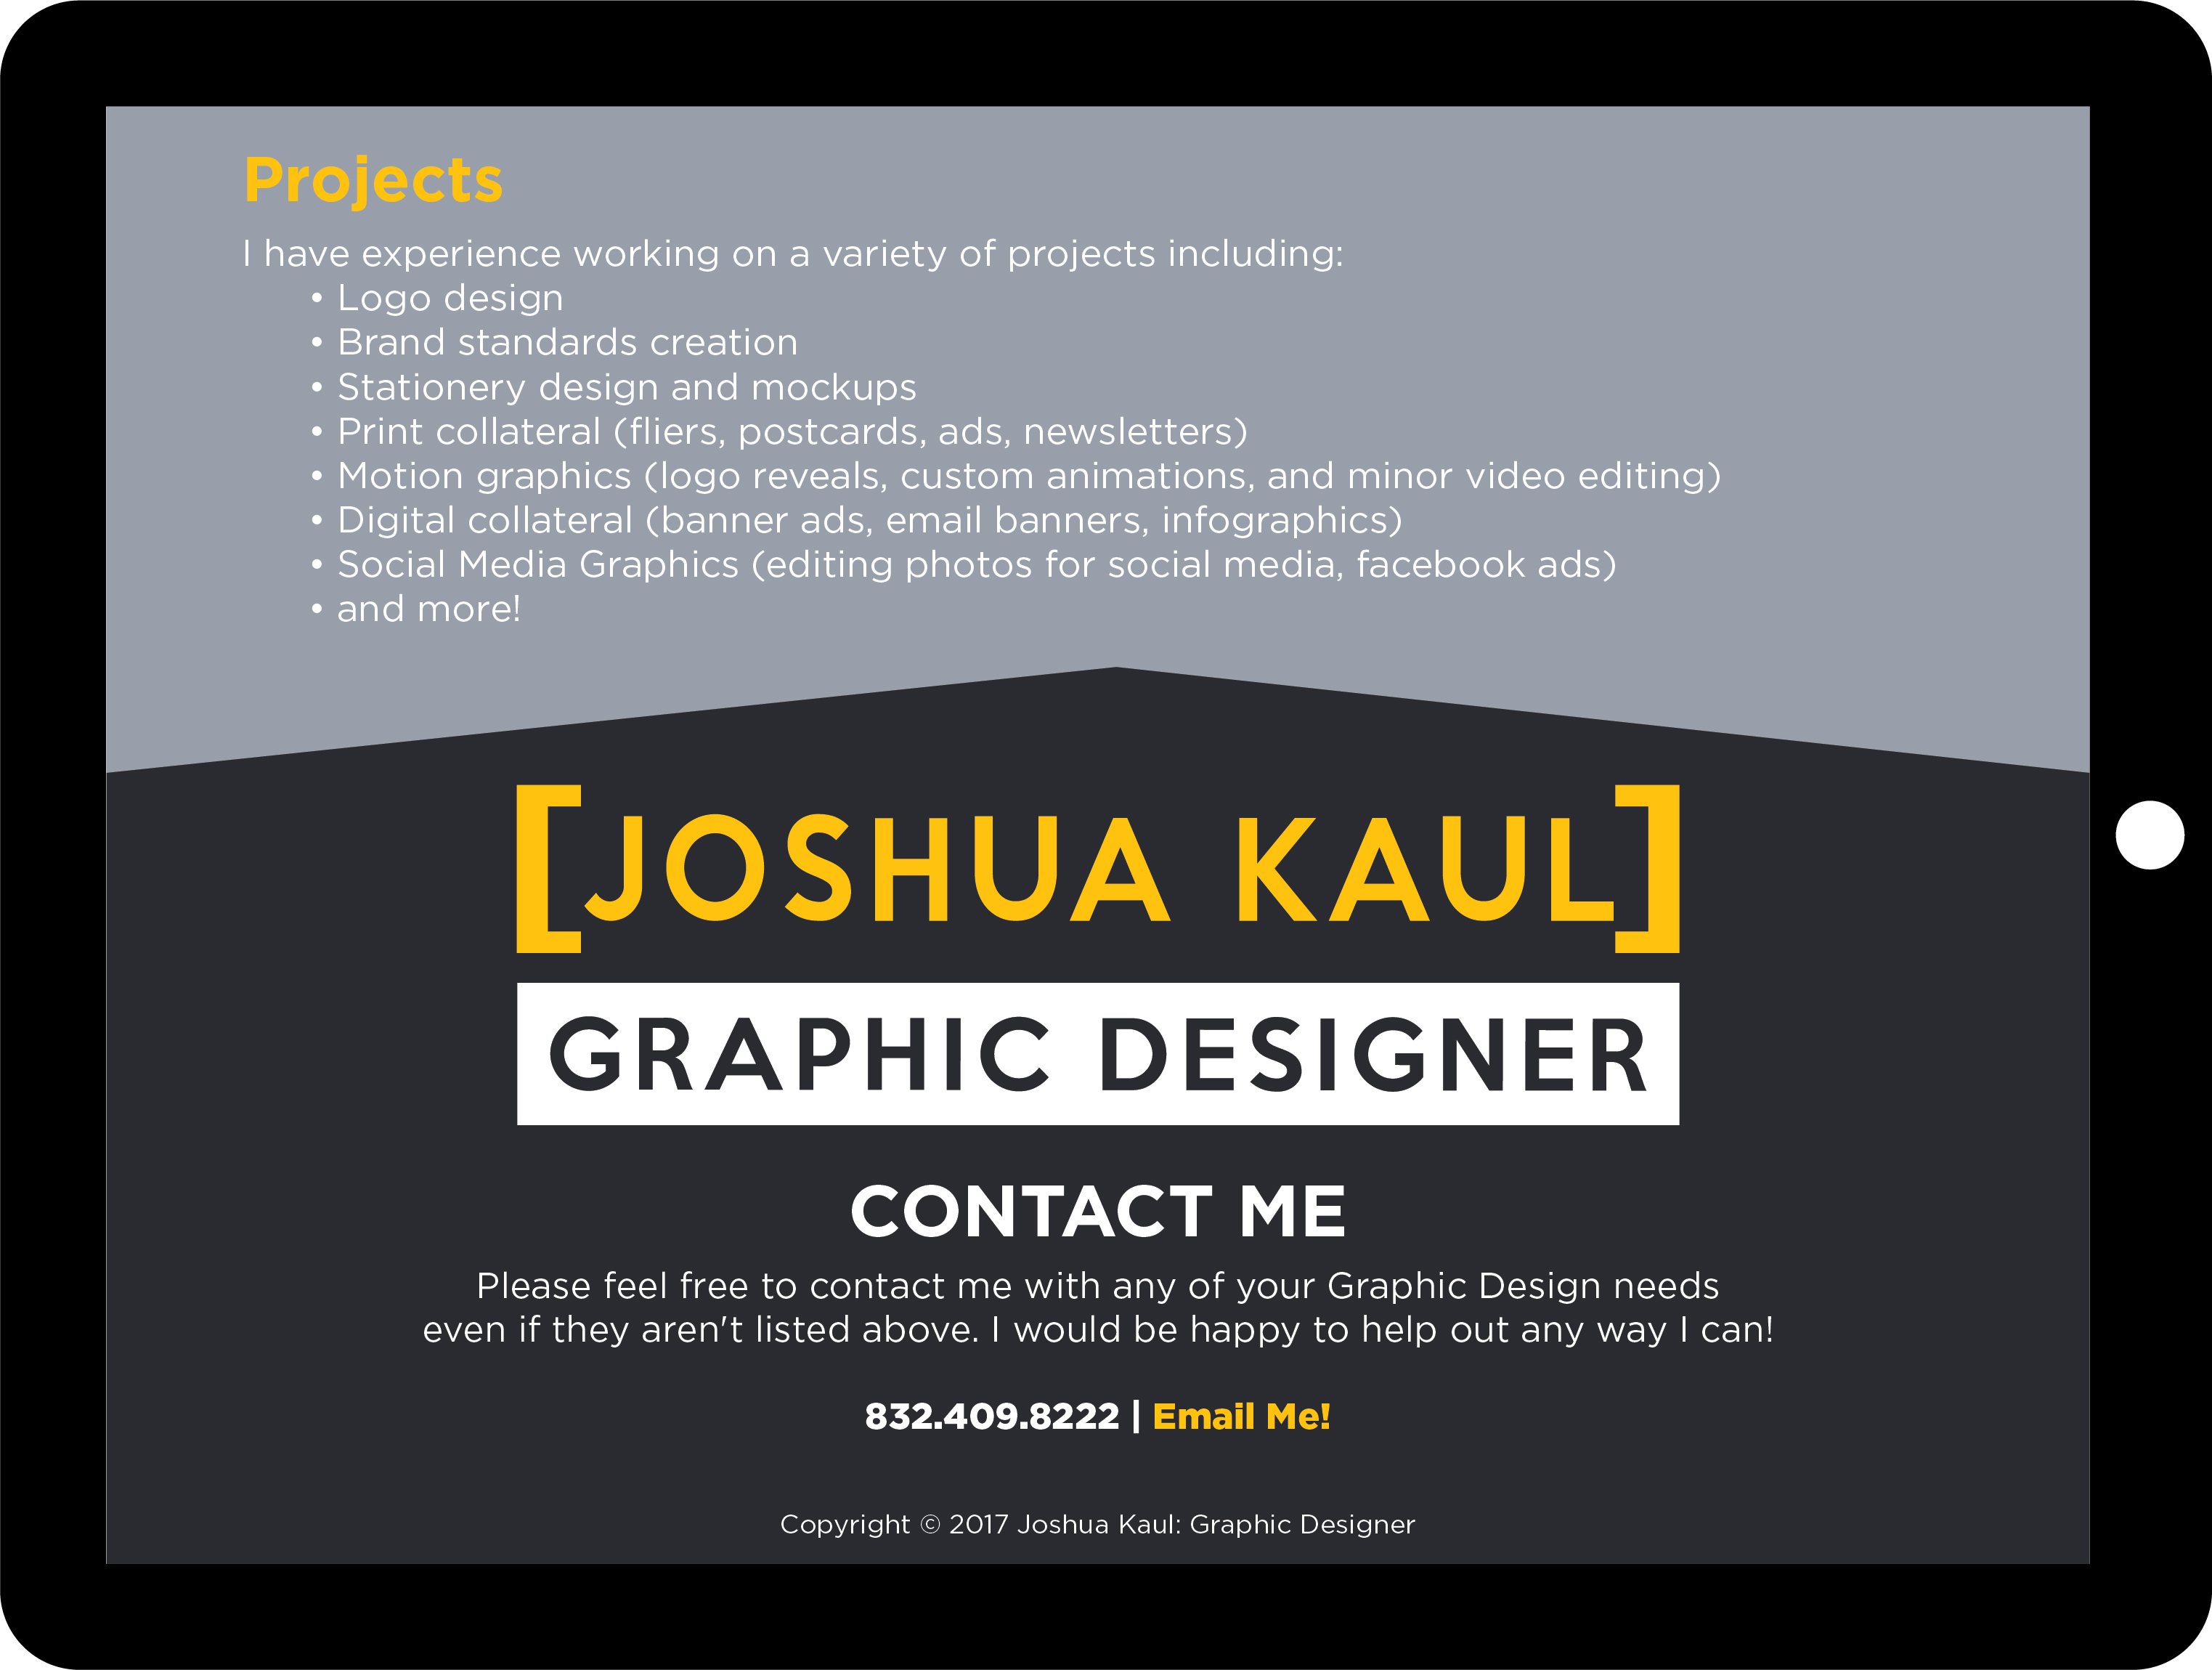 Projects
I have experience working on a variety of projects including:
• Logo design
• Brand standards creation
• Stationery design and mockups
• Print collateral (fliers, postcards, ads, newsletters)
• Motion graphics (logo reveals, custom animations, and minor video editing)
• Digital collateral (banner ads, email banners, infographics)
• Social Media Graphics (editing photos for social media, facebook ads)
• and more!
[JOSHUA KAUL]
GRAPHIC DESIGNER
CONTACT ME
Please feel free to contact me with any of your Graphic Design needs
even if they aren't listed above. I would be happy to help out any way I can!
832.409.8222 | Email Me!
Copyright © 2017 Joshua Kaul: Graphic Designer